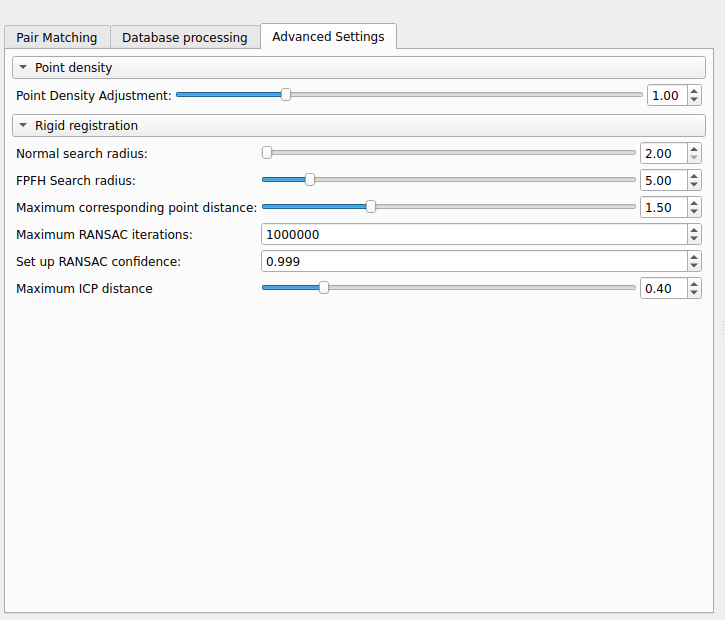 Pair Matching Database processing Advanced Settings
Point density
Point Density Adjustment: 1.00
Rigid registration
Normal search radius: 2.00
FPFH Search radius: 5.00
Maximum corresponding point distance: 1.50
Maximum RANSAC iterations: 1000000
Set up RANSAC confidence: 0.999
Maximum ICP distance 0.40